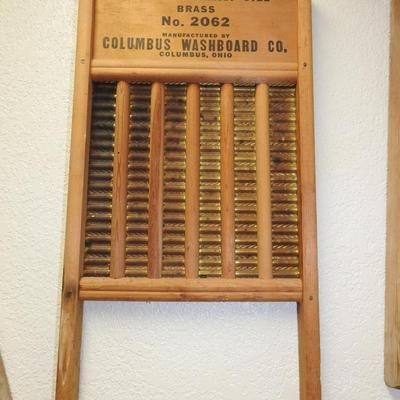 BRASS
No. 2062
MANUFACTURED BY
COLUMBUS WASHBOARD CO.
COLUMBUS, OHIO